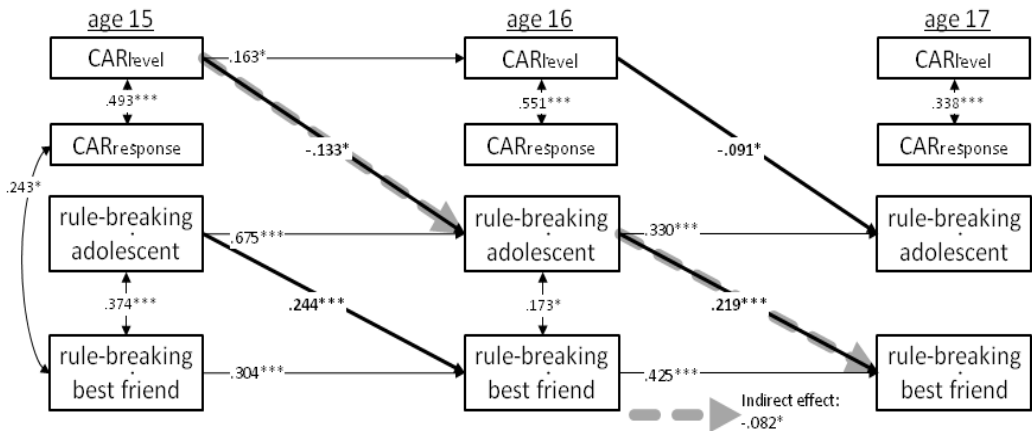 age 15 age 16 age 17
CARlevel .163* CARlevel CARlevel
.493*** .551*** .338***
CARresponse -.133* CARresponse -.091* CARresponse
.243*
rule-breaking rule-breaking rule-breaking
adolescent .675*** adolescent .330*** adolescent
.374*** .244*** .173* .219***
rule-breaking rule-breaking rule-breaking
best friend .304*** best friend .425*** best friend
Indirect effect:
-.082*